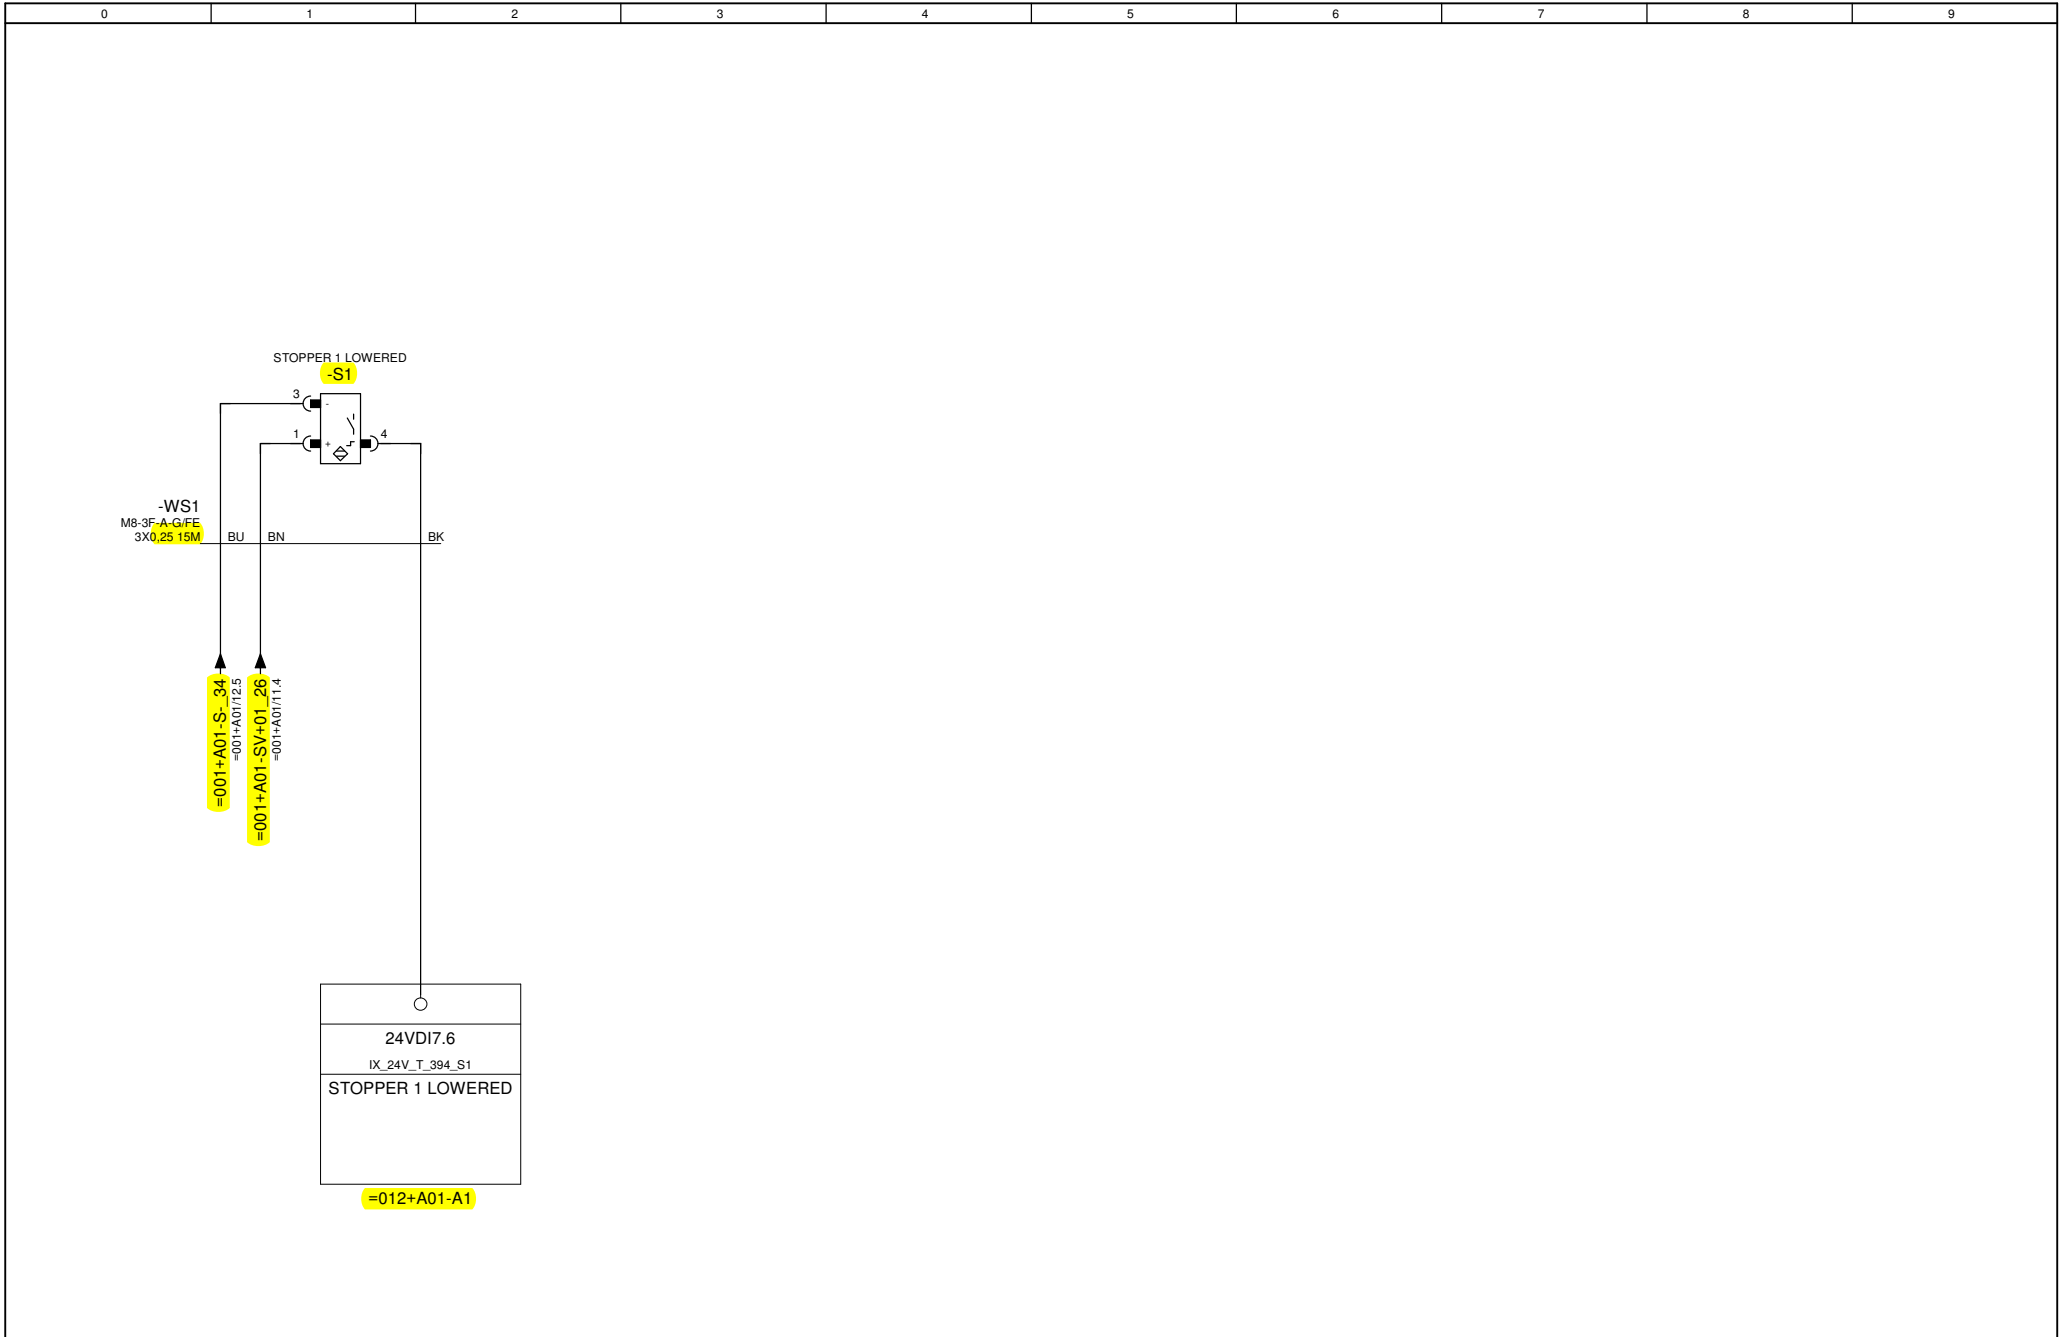 0 1 2 3 4 5 6 7 8 9
STOPPER 1 LOWERED
-S1
3
-
1
+
4
-WS1
M8-3F-A-G/FE
3X0,25 15M
BU
BN
BK
=001+A01-S-_34
=001+A01/12.5
=001+A01-SV+01_26
=001+A01/11.4
24VDI7.6
IX_24V_T_394_S1
STOPPER 1 LOWERED
=012+A01-A1